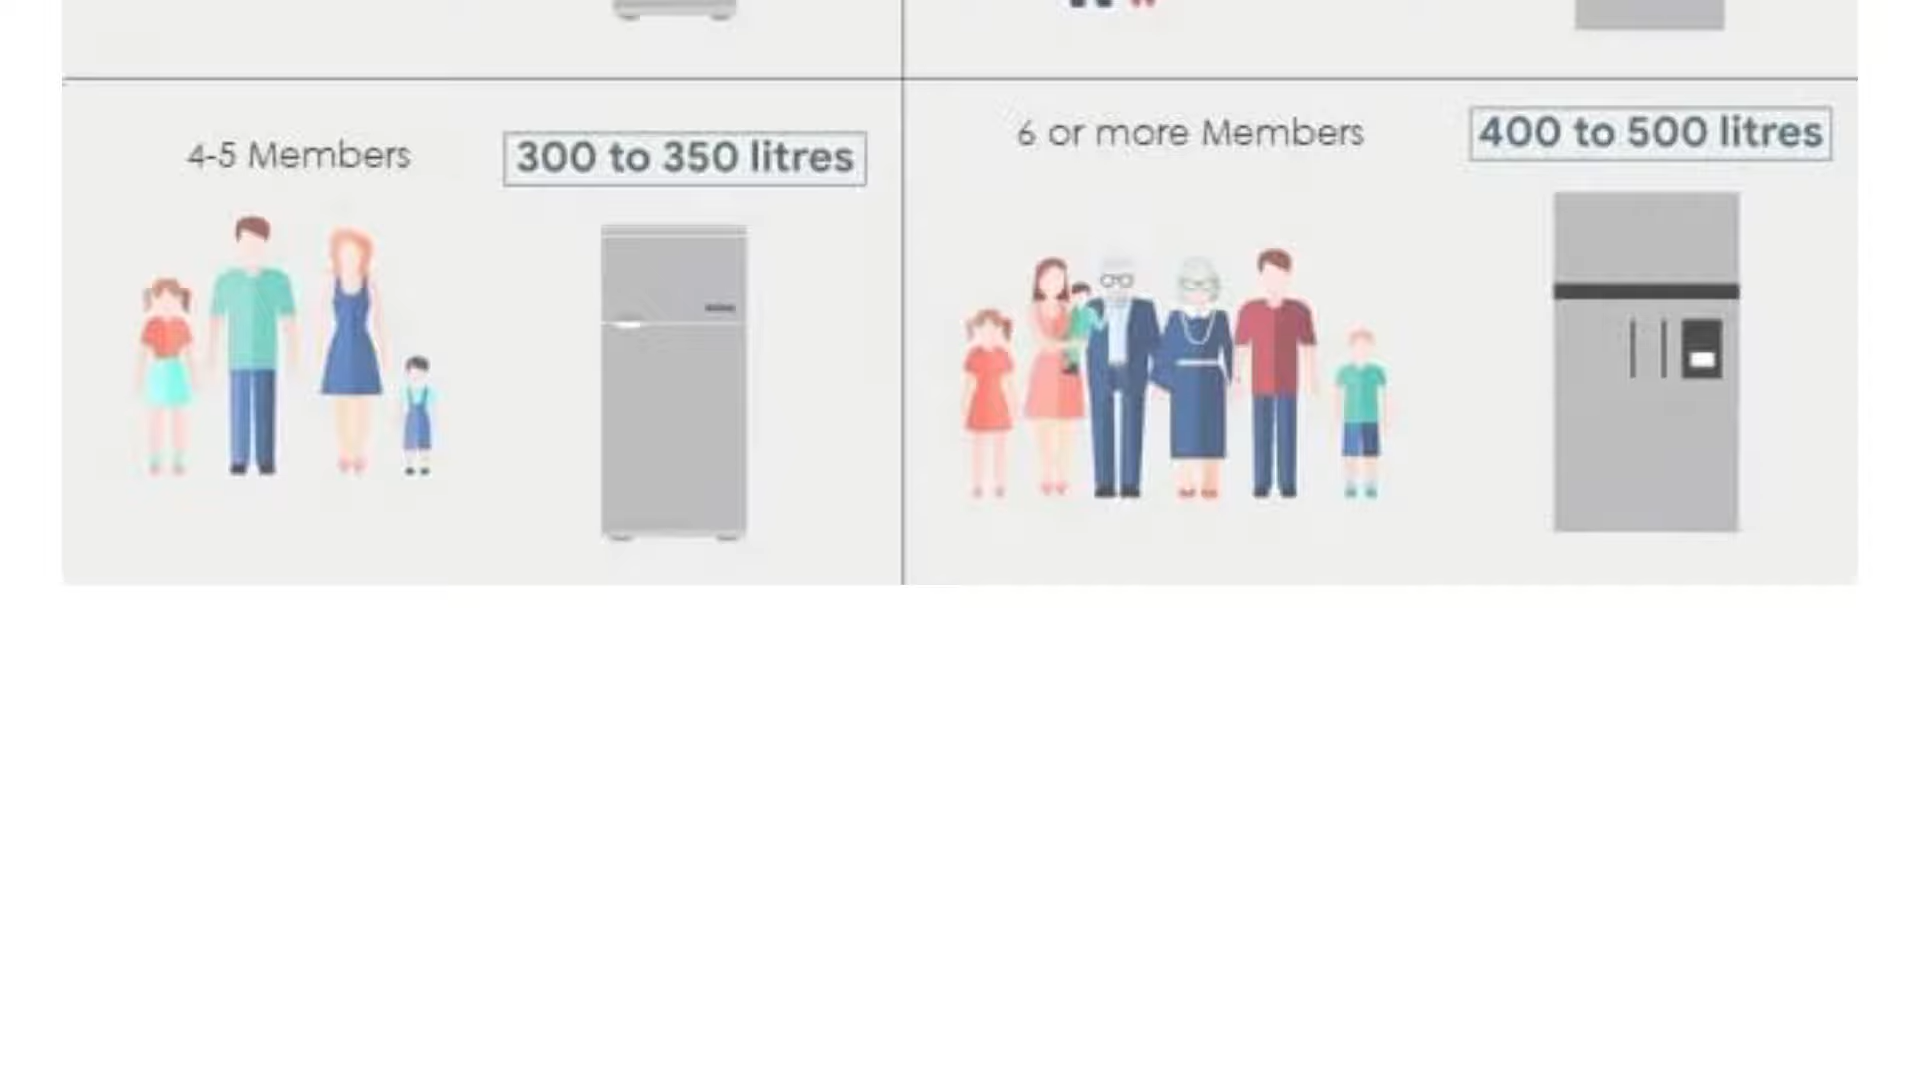 4-5 Members
300 to 350 litres
6 or more Members
400 to 500 litres